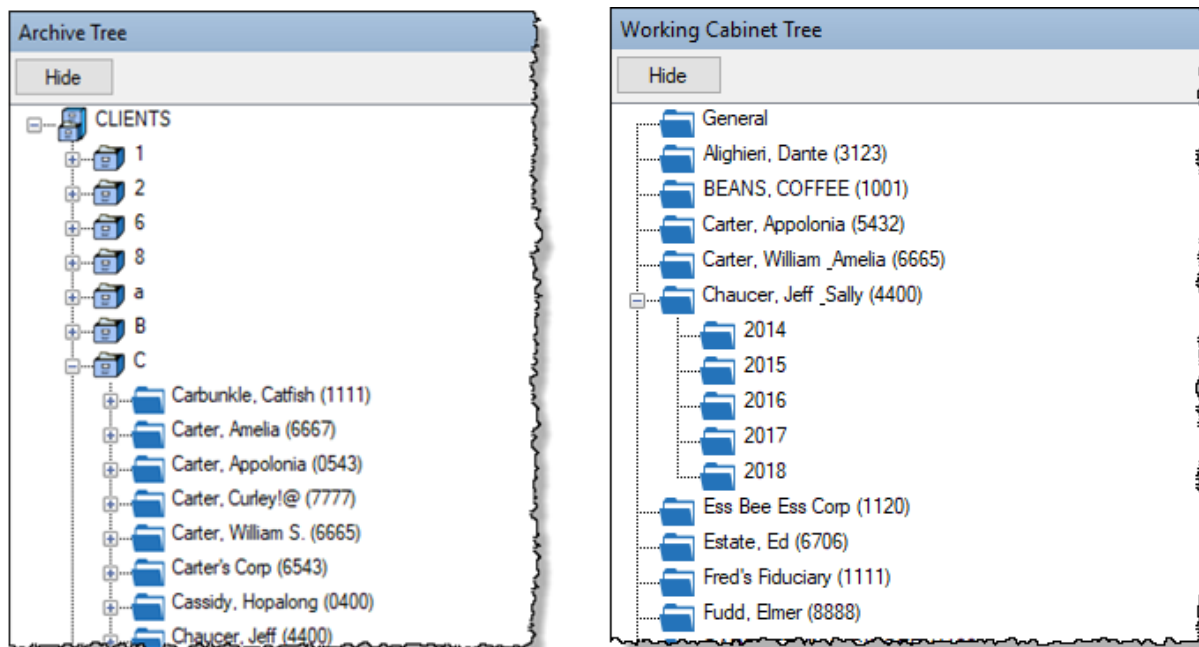 Archive Tree
Hide
CLIENTS
1
2
6
8
a
B
C
Carbunkle, Catfish (1111)
Carter, Amelia (6667)
Carter, Appolonia (0543)
Carter, Curley!@ (7777)
Carter, William S. (6665)
Carter's Corp (6543)
Cassidy, Hopalong (0400)
Chaucer, Jeff (4400)
Working Cabinet Tree
Hide
General
Alighieri, Dante (3123)
BEANS, COFFEE (1001)
Carter, Appolonia (5432)
Carter, William _Amelia (6665)
Chaucer, Jeff _Sally (4400)
2014
2015
2016
2017
2018
Ess Bee Ess Corp (1120)
Estate, Ed (6706)
Fred's Fiduciary (1111)
Fudd, Elmer (8888)